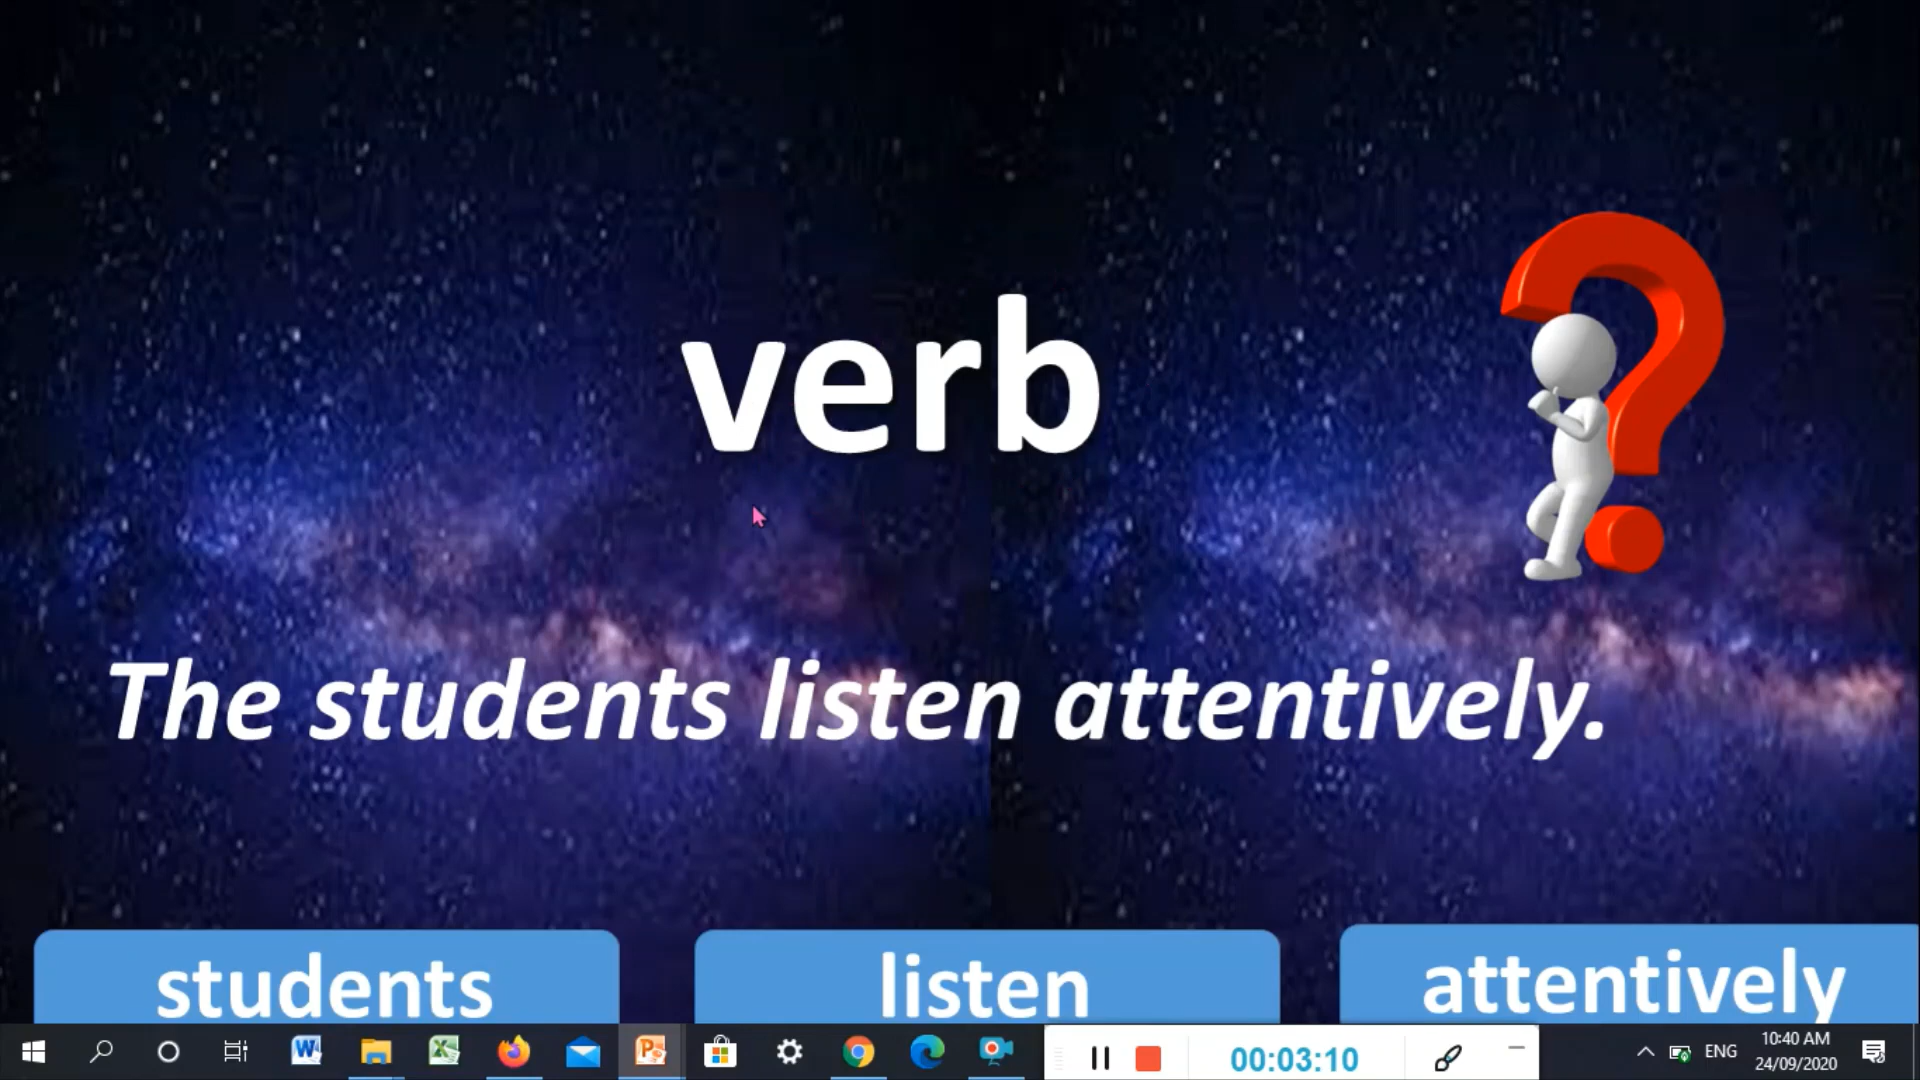 verb
The students listen attentively.
students
listen
attentively
00:03:10
ENG
10:40 AM
24/09/2020